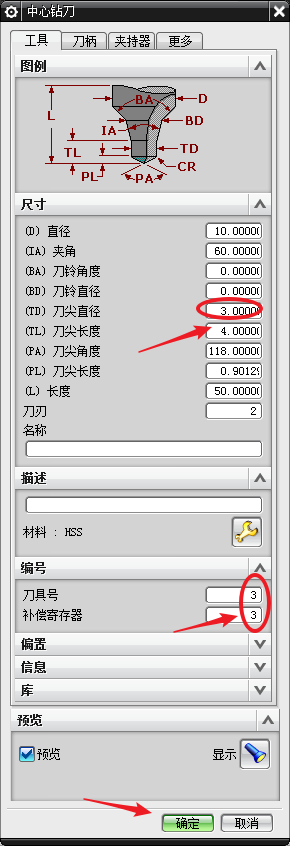 中心钻刀
工具 刀柄 夹持器 更多
图例
L BA D
BD
IA
TL TD
PL CR
PA
尺寸
(D) 直径 10.0000
(IA) 夹角 60.0000
(BA) 刀铃角度 0.0000
(BD) 刀铃直径 0.0000
(TD) 刀尖直径 3.0000
(TL) 刀尖长度 4.0000
(PA) 刀尖角度 118.0000
(PL) 刀尖长度 0.9012
(L) 长度 50.0000
刀刃 2
名称
描述
材料 : HSS
编号
刀具号 3
补偿寄存器 3
偏置
信息
库
预览
预览 显示
确定 取消